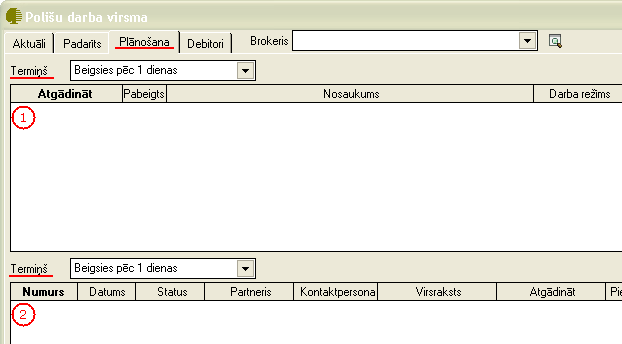 Polišu darba virsma
Aktuāli Padarīts Plānošana Debitori Brokeris
Termiņš Beigsies pēc 1 dienas
Atgādināt Pabeigts Nosaukums Darba režīms
1
Termiņš Beigsies pēc 1 dienas
Numurs Datums Status Partneris Kontaktpersona Virsraksts Atgādināt Pie
2